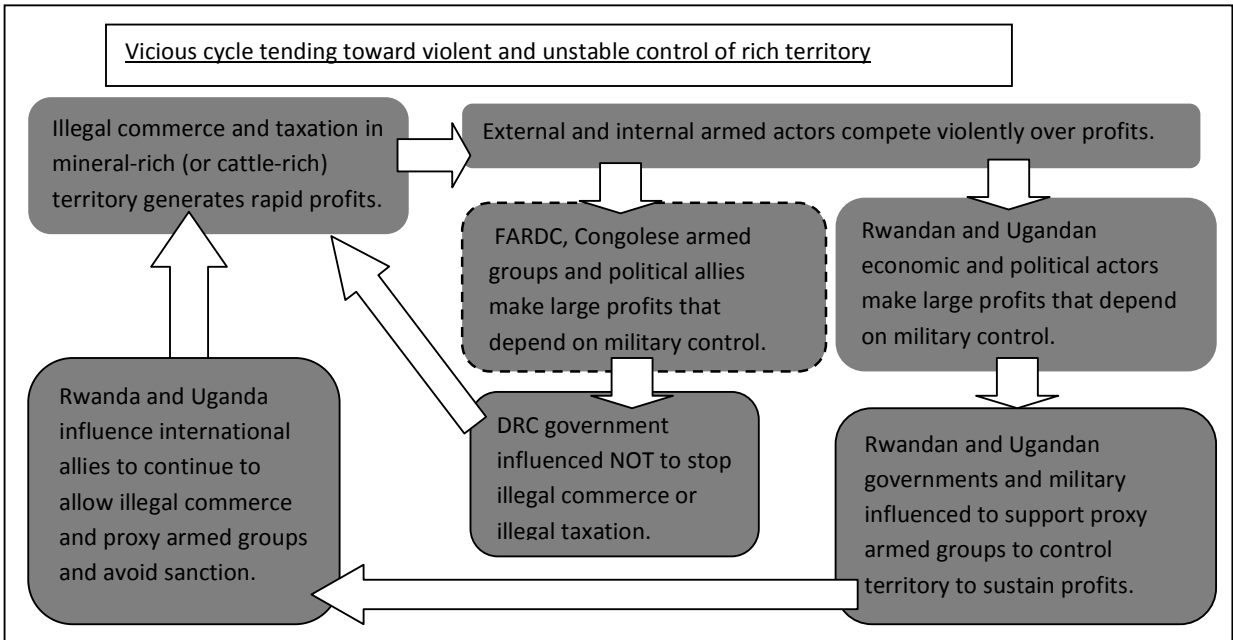 Vicious cycle tending toward violent and unstable control of rich territory
Illegal commerce and taxation in
mineral-rich (or cattle-rich)
territory generates rapid profits.
External and internal armed actors compete violently over profits.
FARDC, Congolese armed
groups and political allies
make large profits that
depend on military control.
Rwandan and Ugandan
economic and political actors
make large profits that depend
on military control.
Rwanda and Uganda
influence international
allies to continue to
allow illegal commerce
and proxy armed groups
and avoid sanction.
DRC government
influenced NOT to stop
illegal commerce or
illegal taxation.
Rwandan and Ugandan
governments and military
influenced to support proxy
armed groups to control
territory to sustain profits.